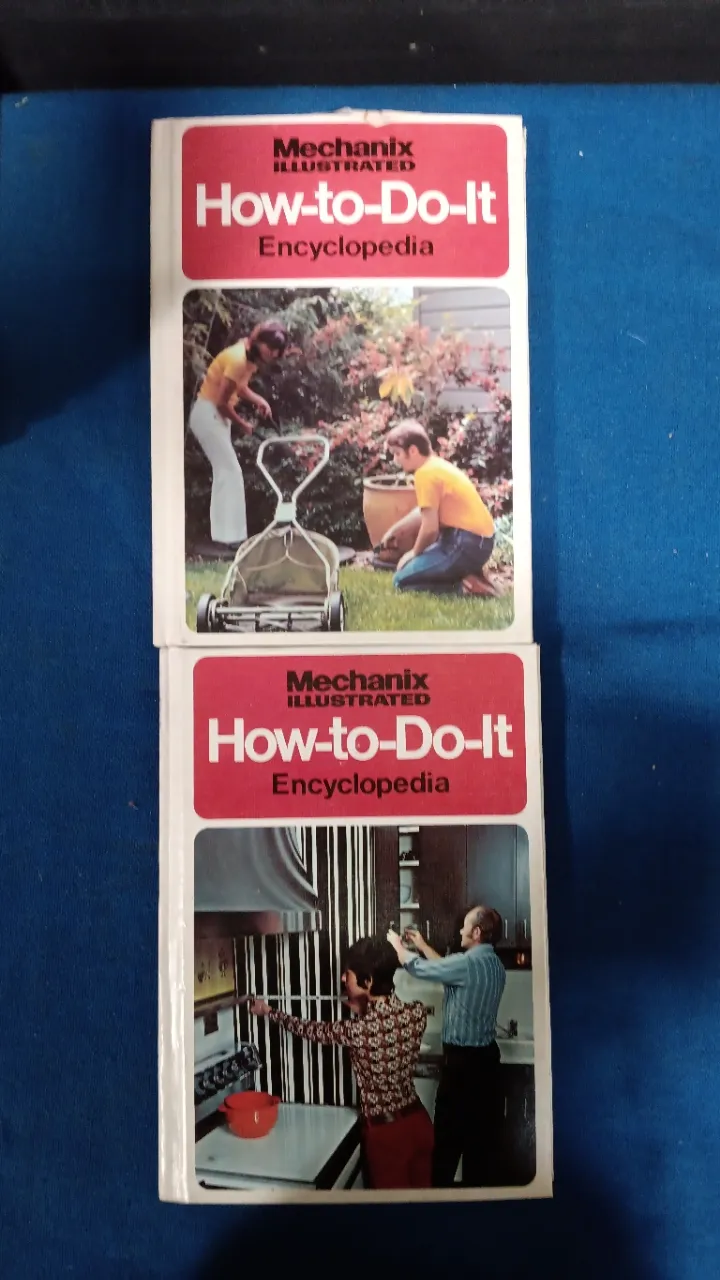 Mechanix
ILLUSTRATED
How-to-Do-It
Encyclopedia
Mechanix
ILLUSTRATED
How-to-Do-It
Encyclopedia